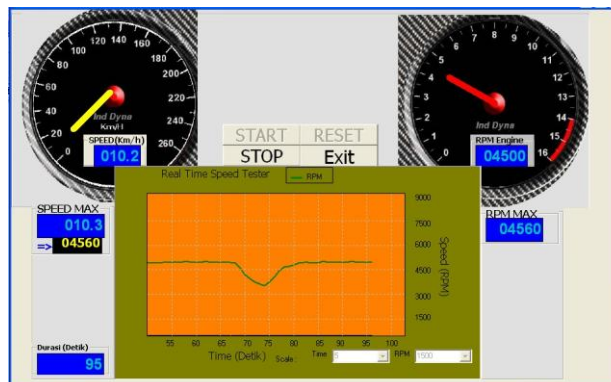 0 20 40 60 80 100 120 140 160 180 200 220 240 260
Ind Dyna
Km/H
SPEED(Km/h)
010.2
0 1 2 3 4 5 6 7 8 9 10 11 12 13 14 15 16
Ind Dyna
RPM Engine
04500
START RESET
STOP Exit
SPEED MAX
010.3
=> 04560
RPM MAX
04560
Real Time Speed Tester
RPM
9000
7500
6000
4500
3000
1500
Speed (RPM)
55 60 65 70 75 80 85 90 95 100
Time (Detik)
Scale : Time 5 RPM 1500
Durasi (Detik)
95